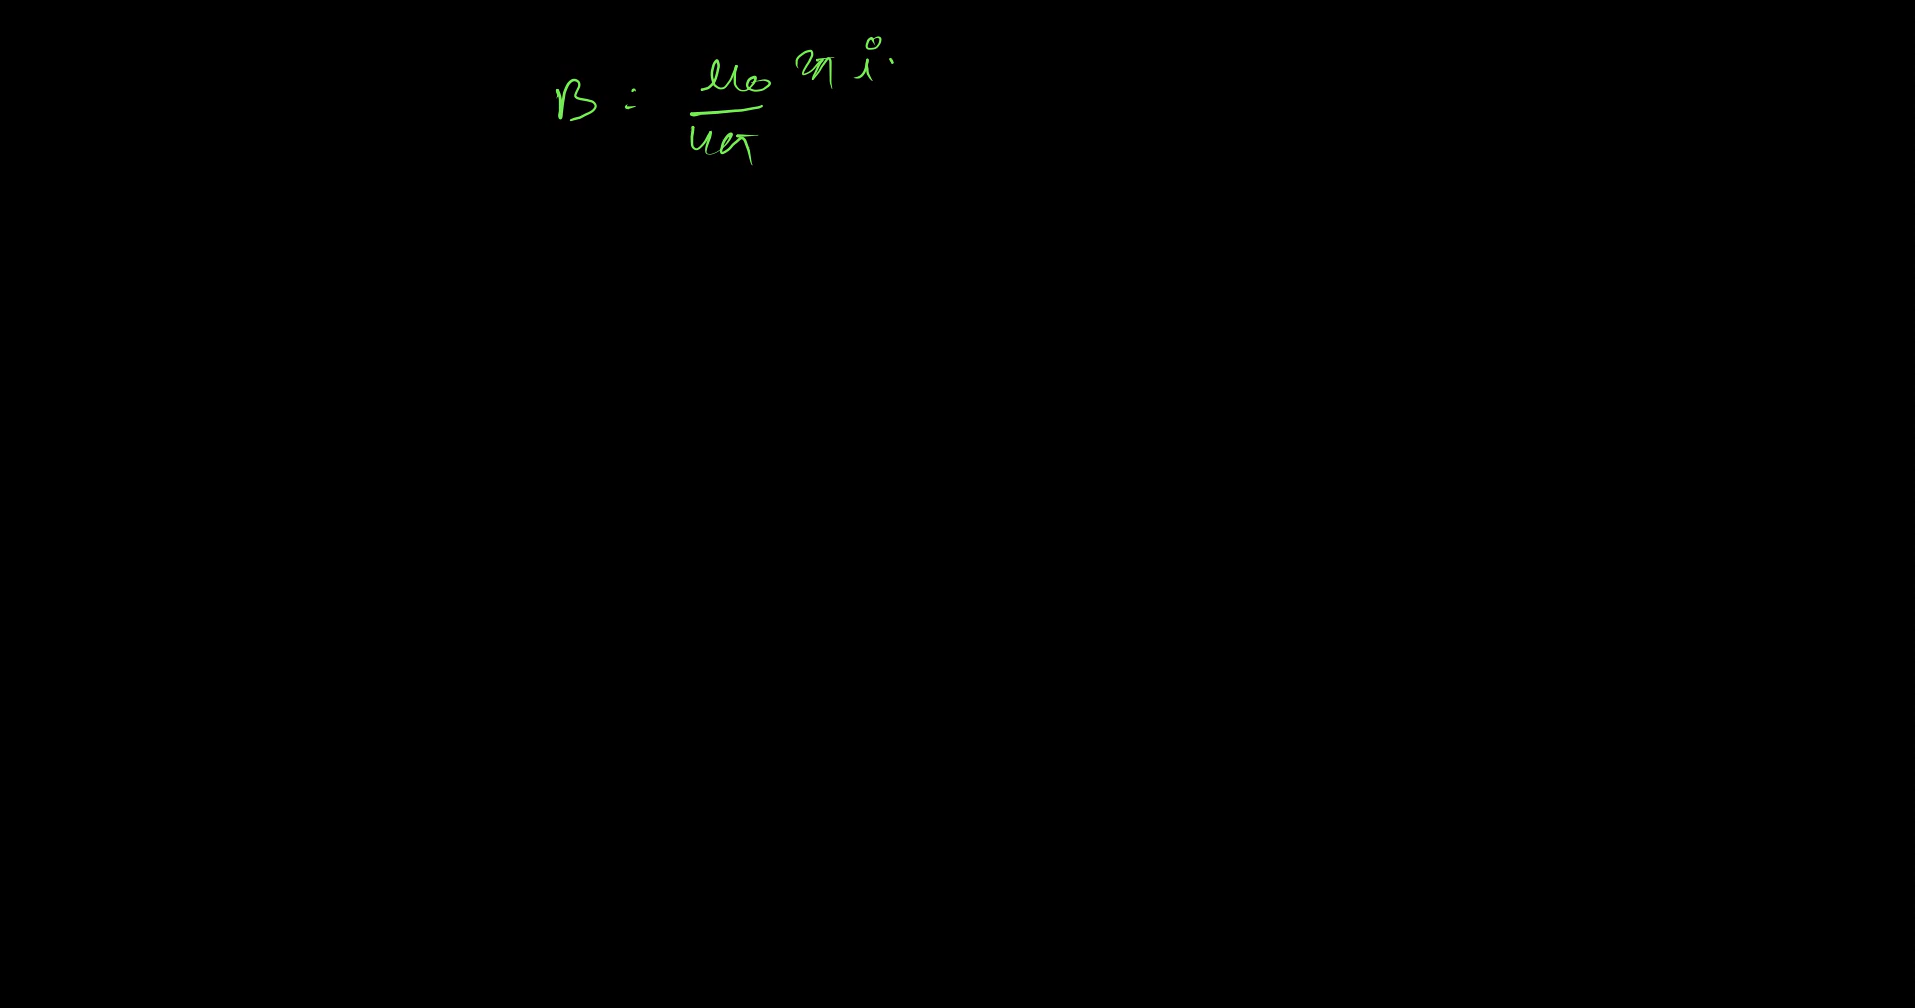 B = μ₀/4π 2π i.